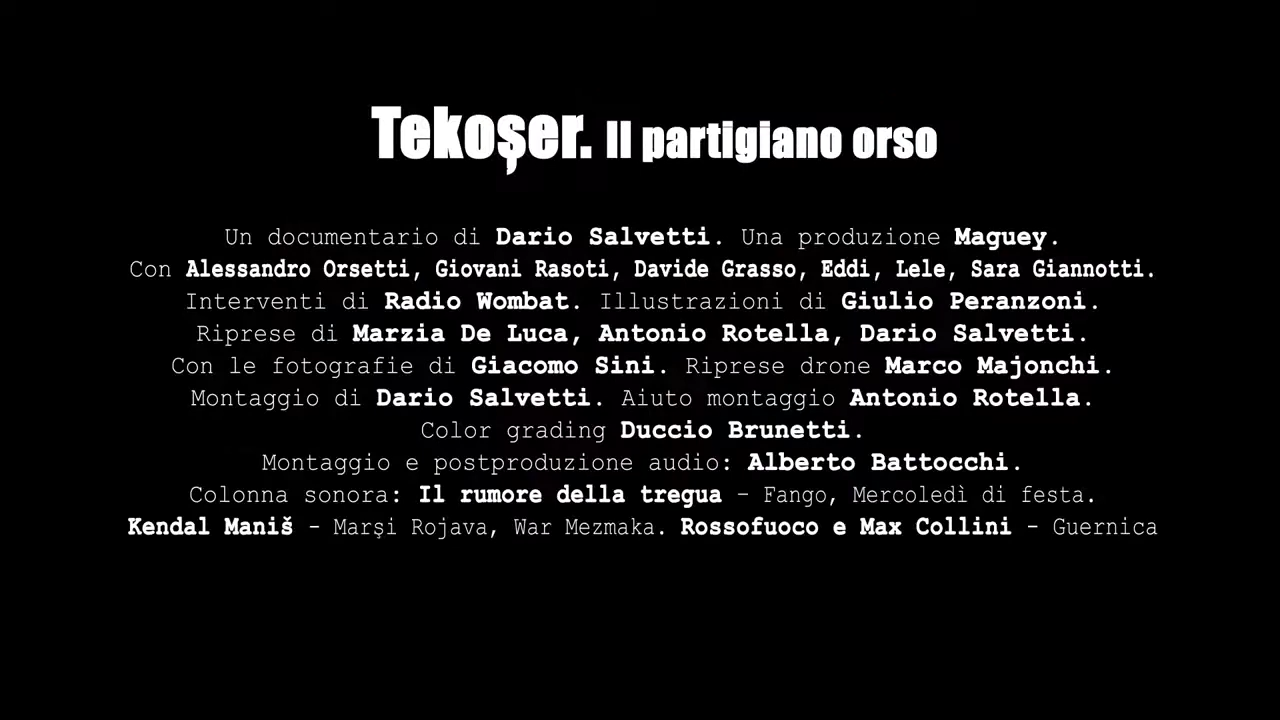 Tekoșer. Il partigiano orso
Un documentario di Dario Salvetti. Una produzione Maguey.
Con Alessandro Orsetti, Giovani Rasoti, Davide Grasso, Eddi, Lele, Sara Giannotti.
Interventi di Radio Wombat. Illustrazioni di Giulio Peranzoni.
Riprese di Marzia De Luca, Antonio Rotella, Dario Salvetti.
Con le fotografie di Giacomo Sini. Riprese drone Marco Majonchi.
Montaggio di Dario Salvetti. Aiuto montaggio Antonio Rotella.
Color grading Duccio Brunetti.
Montaggio e postproduzione audio: Alberto Battocchi.
Colonna sonora: Il rumore della tregua – Fango, Mercoledì di festa.
Kendal Maniš - Marşi Rojava, War Mezmaka. Rossofuoco e Max Collini - Guernica